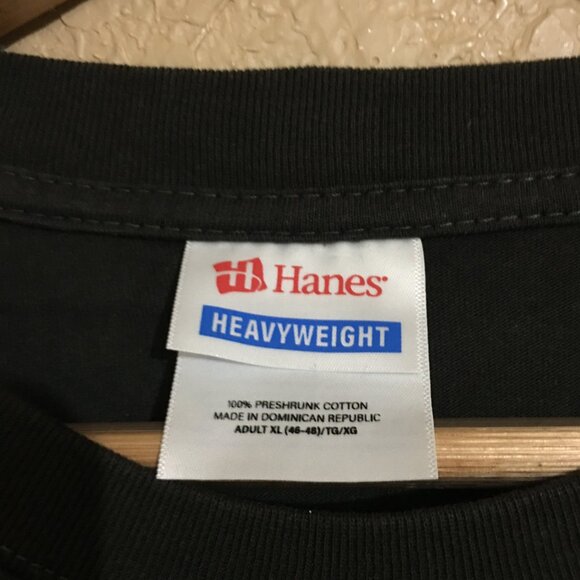 Hanes
HEAVYWEIGHT
100% PRESHRUNK COTTON
MADE IN DOMINICAN REPUBLIC
ADULT XL (46-48)/TG/XG